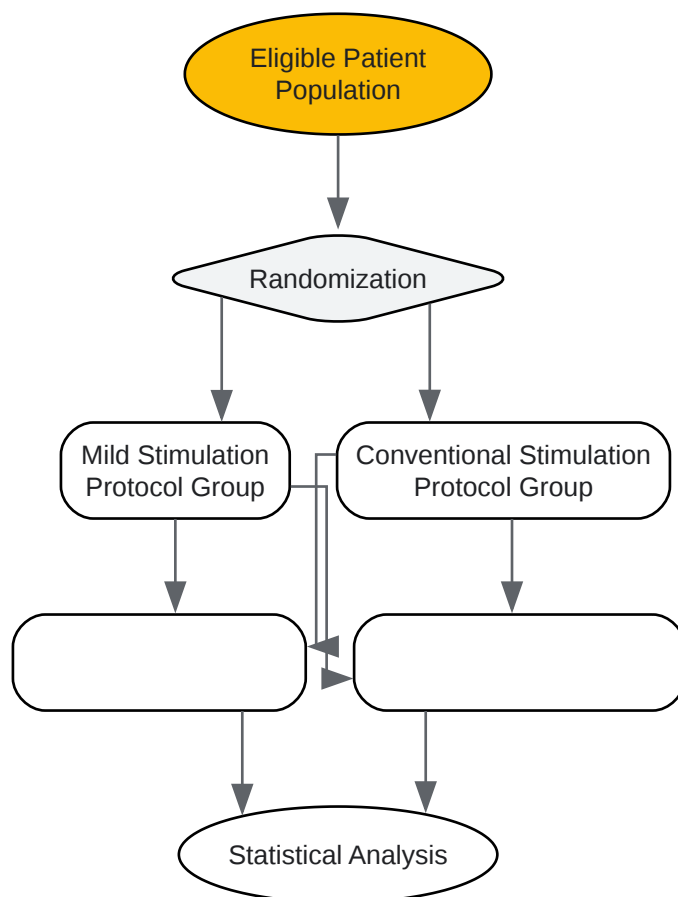 Eligible Patient
Population
Randomization
Mild Stimulation
Protocol Group
Conventional Stimulation
Protocol Group
Statistical Analysis